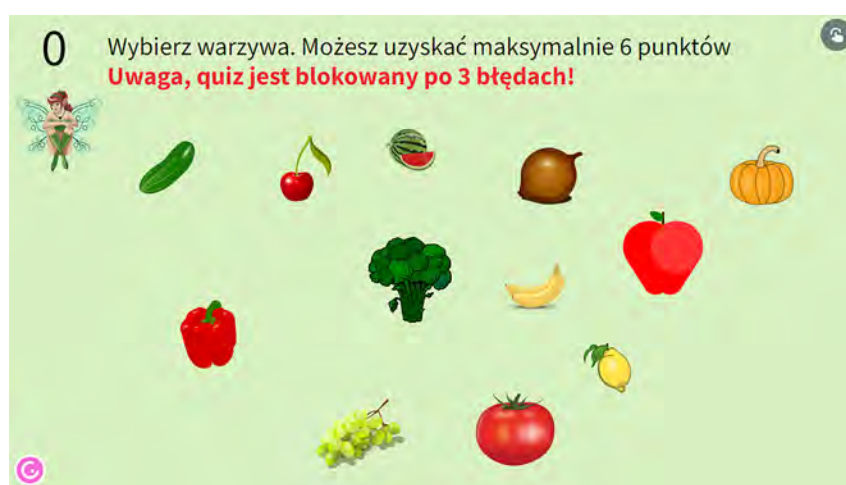 0
Wybierz warzywa. Możesz uzyskać maksymalnie 6 punktów
Uwaga, quiz jest blokowany po 3 błędach!